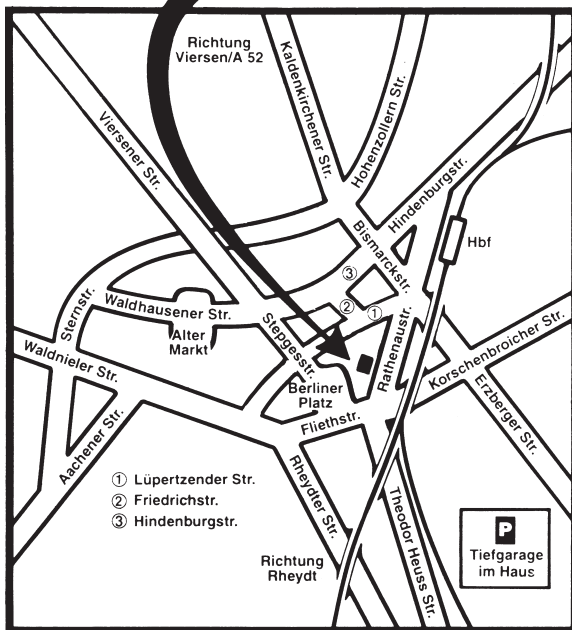 Richtung
Viersen/A 52
Kaldenkirchener Str.
Hohenzollern Str.
Viersener Str.
Hindenburgstr.
Bismarckstr.
Hbf
③
②
①
Sternstr.
Waldhausener Str.
Alter
Markt
Stepgesstr.
Rathenaustr.
Korschenbroicher Str.
Waldnieler Str.
Berliner
Platz
Erzberger Str.
Fliethstr.
Aachener Str.
① Lüpertzender Str.
② Friedrichstr.
③ Hindenburgstr.
Rheydter Str.
Theodor Heuss Str.
Richtung
Rheydt
P
Tiefgarage
im Haus